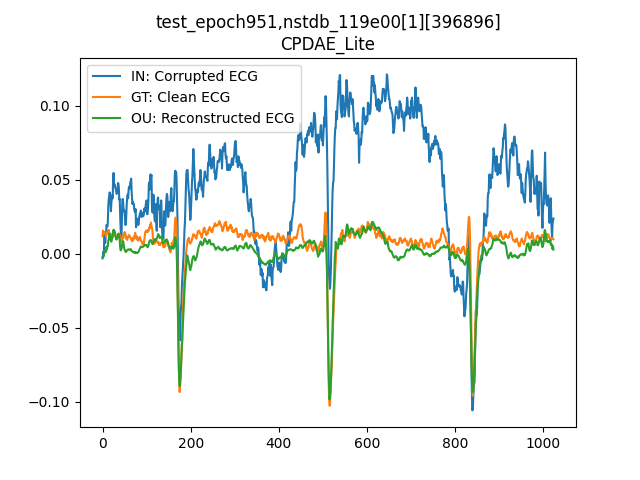 test_epoch951,nstdb_119e00[1][396896]
CPDAE_Lite
IN: Corrupted ECG
GT: Clean ECG
OU: Reconstructed ECG
0.10
0.05
0.00
−0.05
−0.10
0 200 400 600 800 1000